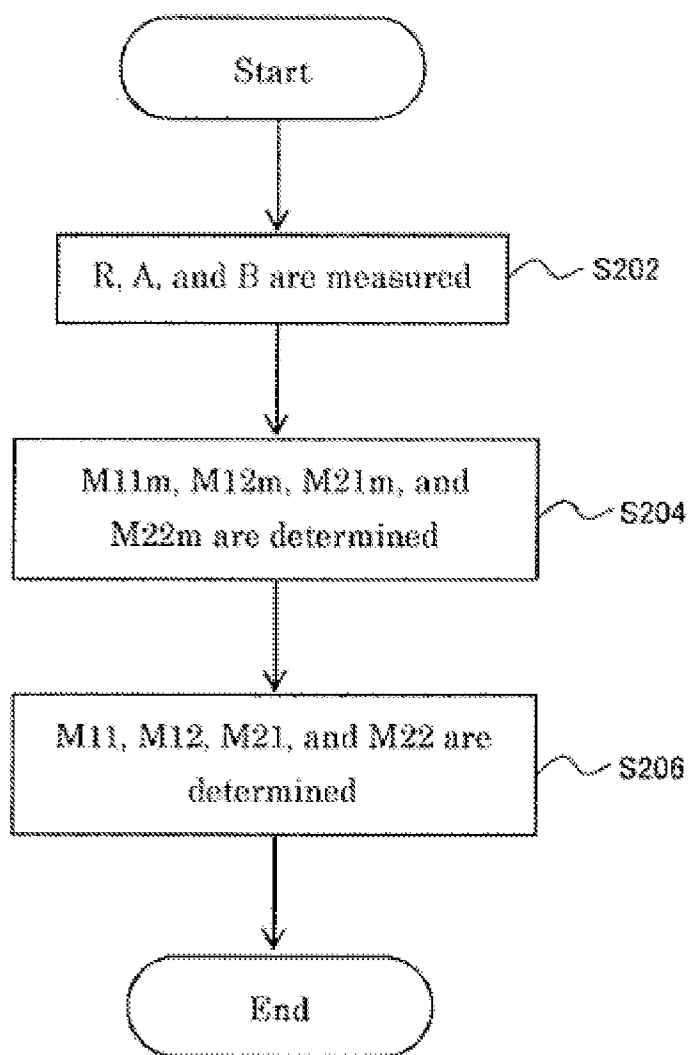 Start
R, A, and B are measured
S202
M11m, M12m, M21m, and
M22m are determined
S204
M11, M12, M21, and M22 are
determined
S206
End